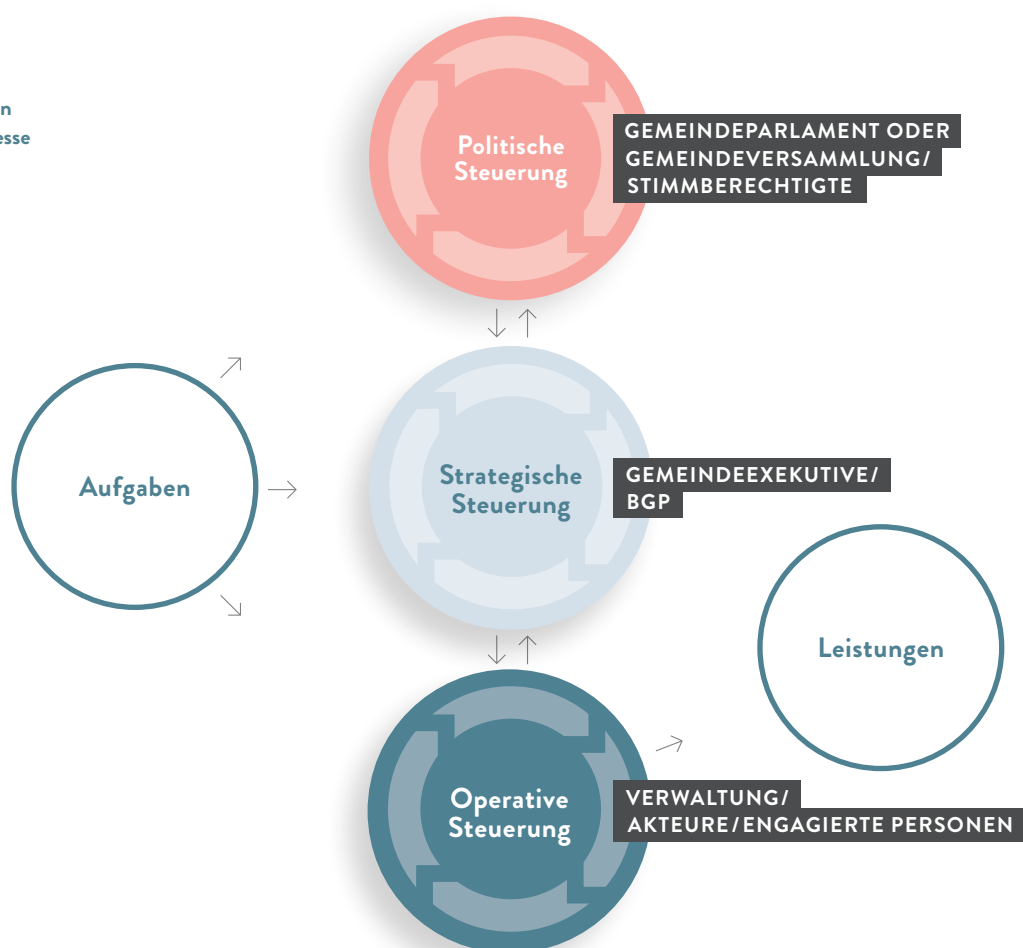 Politische
Steuerung
GEMEINDEPARLAMENT ODER
GEMEINDEVERSAMMLUNG/
STIMMBERECHTIGTE
Aufgaben
Strategische
Steuerung
GEMEINDEEXEKUTIVE/
BGP
Leistungen
Operative
Steuerung
VERWALTUNG/
AKTEURE/ENGAGIERTE PERSONEN